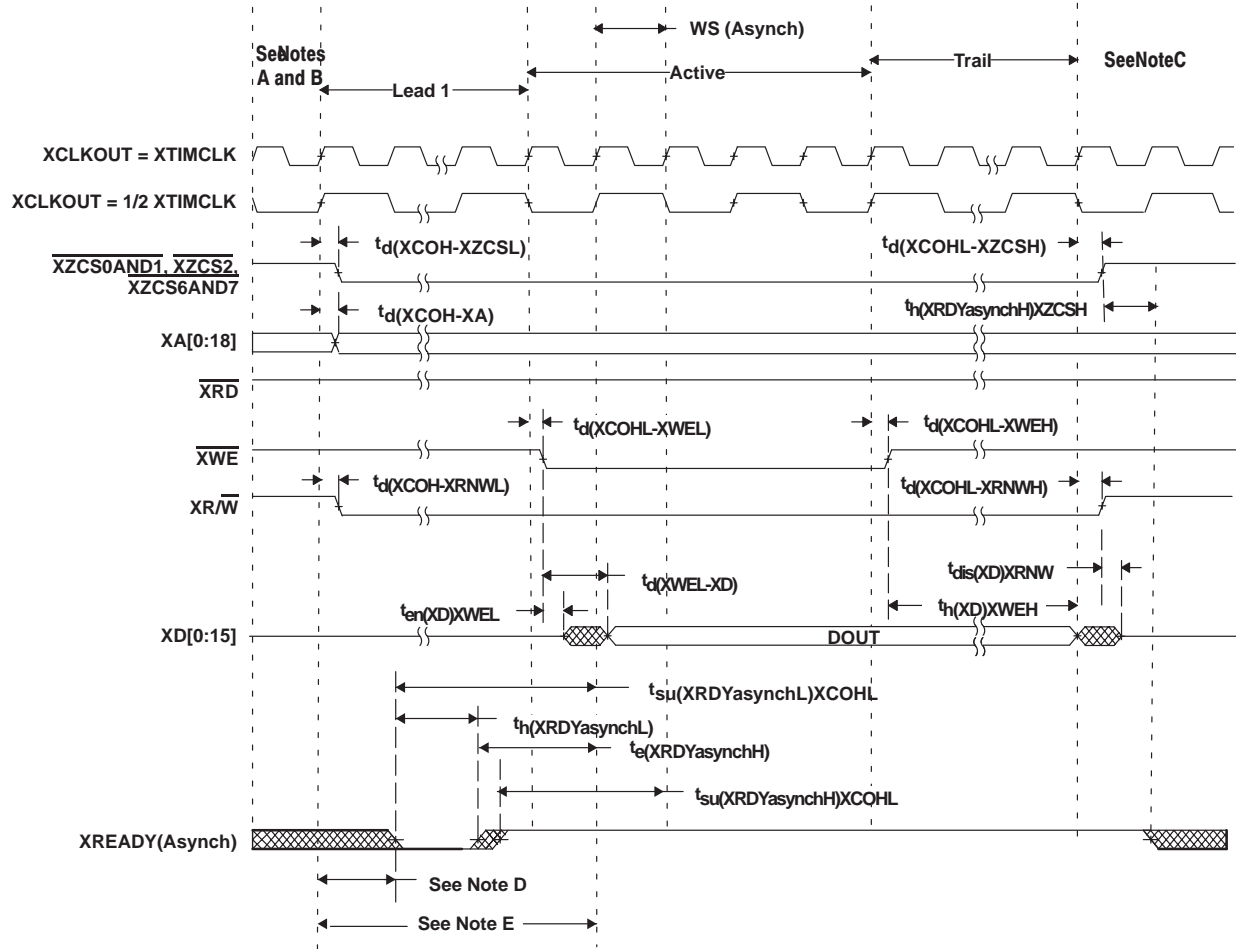 WS (Asynch)
See Notes
A and B
Lead 1
Active
Trail
See Note C
XCLKOUT = XTIMCLK
XCLKOUT = 1/2 XTIMCLK
td(XCOH-XZCSL)
td(XCOHL-XZCSH)
XZCS0AND1, XZCS2,
XZCS6AND7
td(XCOH-XA)
th(XRDYasynchH)XZCSH
XA[0:18]
XRD
td(XCOHL-XWEL)
td(XCOHL-XWEH)
XWE
td(XCOH-XRNWL)
td(XCOHL-XRNWH)
XR/W
tdis(XD)XRNW
td(XWEL-XD)
ten(XD)XWEL
th(XD)XWEH
XD[0:15]
DOUT
tsu(XRDYasynchL)XCOHL
th(XRDYasynchL)
te(XRDYasynchH)
tsu(XRDYasynchH)XCOHL
XREADY(Asynch)
See Note D
See Note E